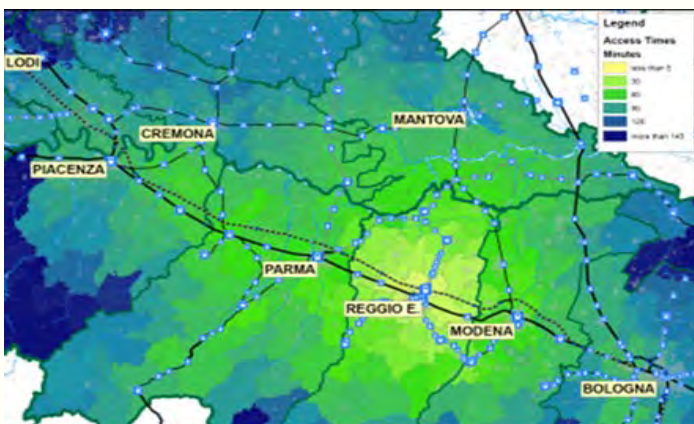 Legend
Access Times
Minutes
less than 5
30
60
90
120
more than 140
LODI
CREMONA
MANTOVA
PIACENZA
PARMA
REGGIO E.
MODENA
BOLOGNA